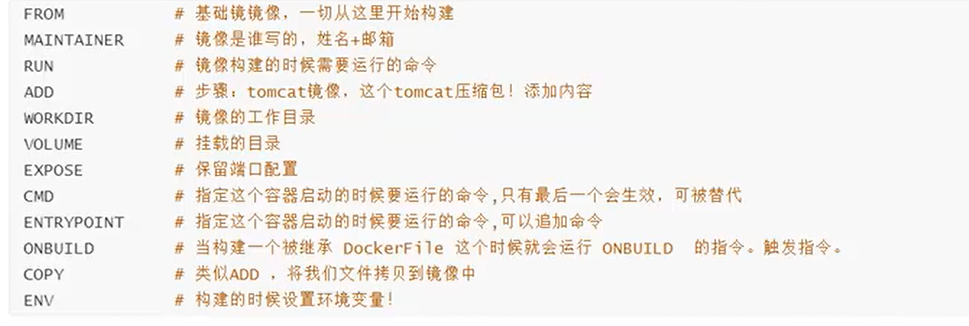 FROM # 基础镜镜像，一切从这里开始构建
MAINTAINER # 镜像是谁写的，姓名+邮箱
RUN # 镜像构建的时候需要运行的命令
ADD # 步骤：tomcat镜像，这个tomcat压缩包！添加内容
WORKDIR # 镜像的工作目录
VOLUME # 挂载的目录
EXPOSE # 保留端口配置
CMD # 指定这个容器启动的时候要运行的命令,只有最后一个会生效，可被替代
ENTRYPOINT # 指定这个容器启动的时候要运行的命令,可以追加命令
ONBUILD # 当构建一个被继承 DockerFile 这个时候就会运行 ONBUILD 的指令。触发指令。
COPY # 类似ADD ，将我们文件拷贝到镜像中
ENV # 构建的时候设置环境变量！